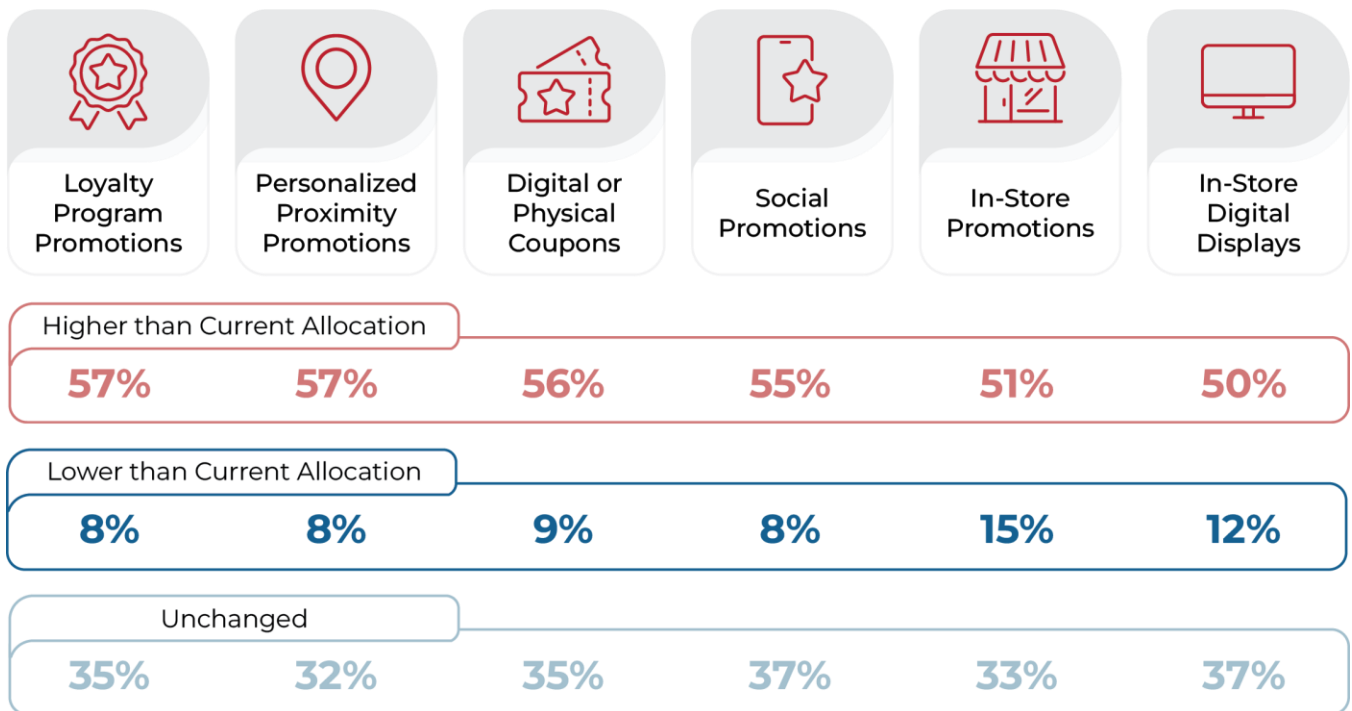 Loyalty
Program
Promotions
Personalized
Proximity
Promotions
Digital or
Physical
Coupons
Social
Promotions
In-Store
Promotions
In-Store
Digital
Displays
Higher than Current Allocation
57% 57% 56% 55% 51% 50%
Lower than Current Allocation
8% 8% 9% 8% 15% 12%
Unchanged
35% 32% 35% 37% 33% 37%